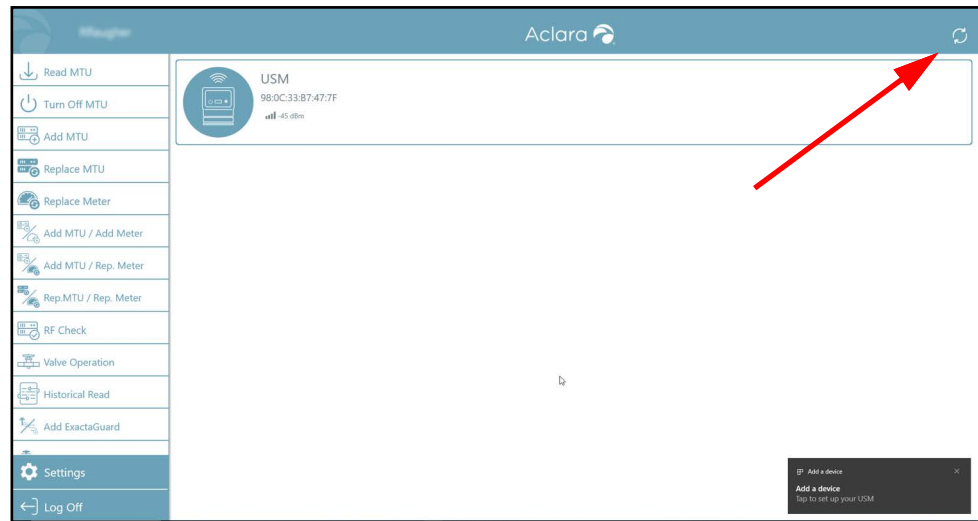 Aclara
Read MTU
Turn Off MTU
Add MTU
Replace MTU
Replace Meter
Add MTU / Add Meter
Add MTU / Rep. Meter
Rep.MTU / Rep. Meter
RF Check
Valve Operation
Historical Read
Add ExactaGuard
Settings
Log Off
USM
98:0C:33:B7:47:7F
-45 dBm
Add a device
Add a device
Tap to set up your USM